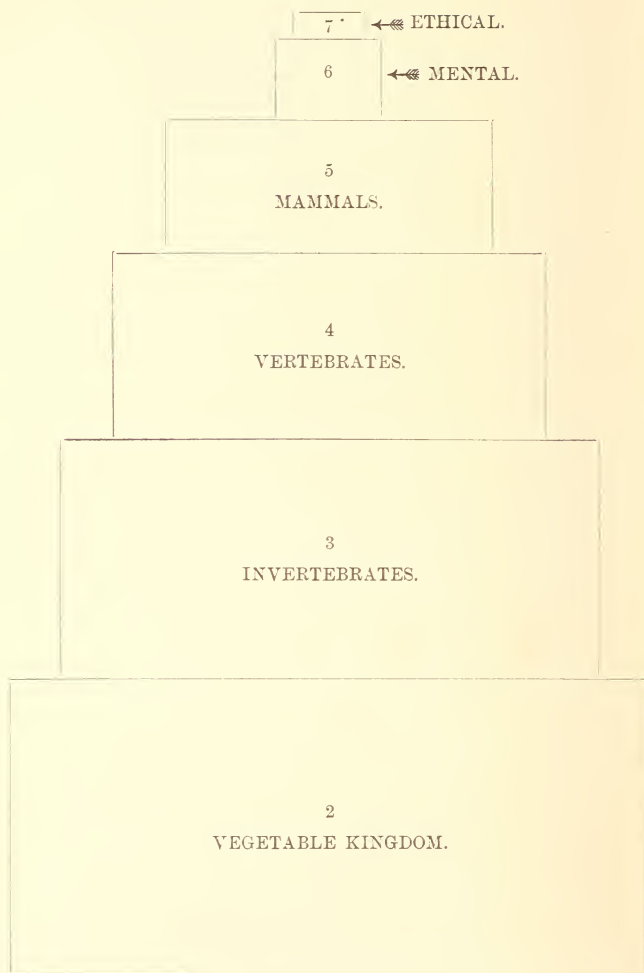 7 ETHICAL.
6 MENTAL.
5
MAMMALS.
4
VERTEBRATES.
3
INVERTEBRATES.
2
VEGETABLE KINGDOM.